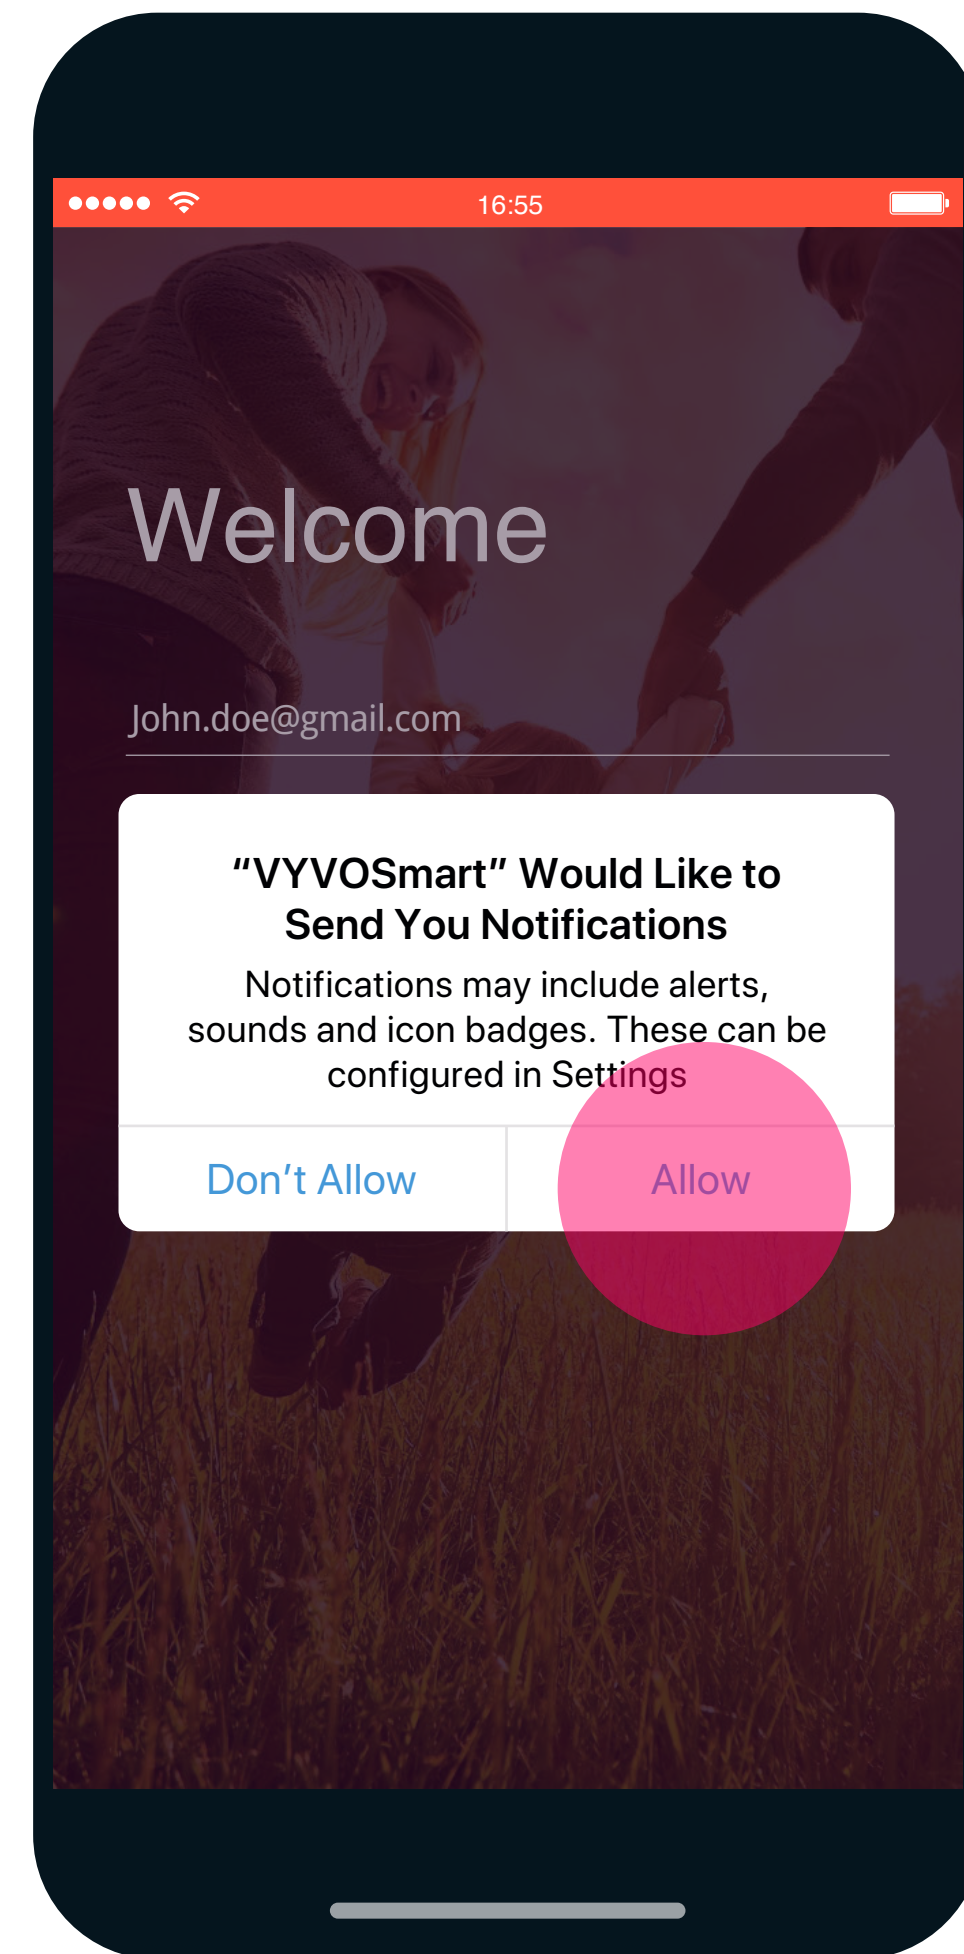 16:55
Welcome
John.doe@gmail.com
“VYVOSmart” Would Like to
Send You Notifications
Notifications may include alerts,
sounds and icon badges. These can be
configured in Settings
Don’t Allow
Allow